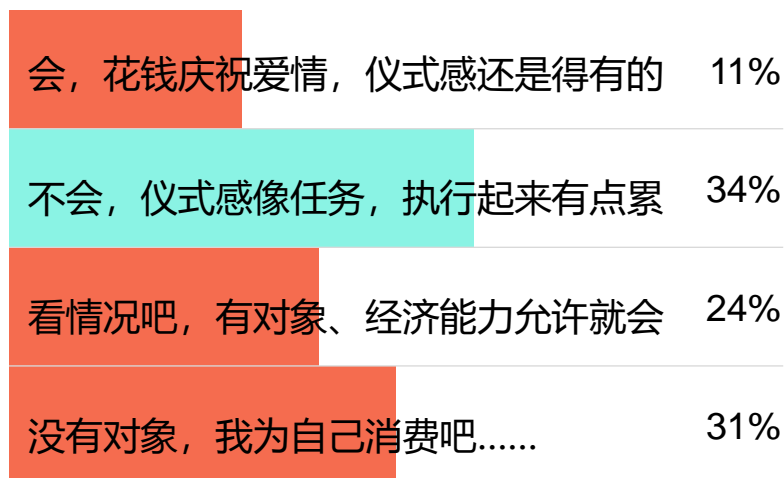 会，花钱庆祝爱情，仪式感还是得有的 11%
不会，仪式感像任务，执行起来有点累 34%
看情况吧，有对象、经济能力允许就会 24%
没有对象，我为自己消费吧…… 31%